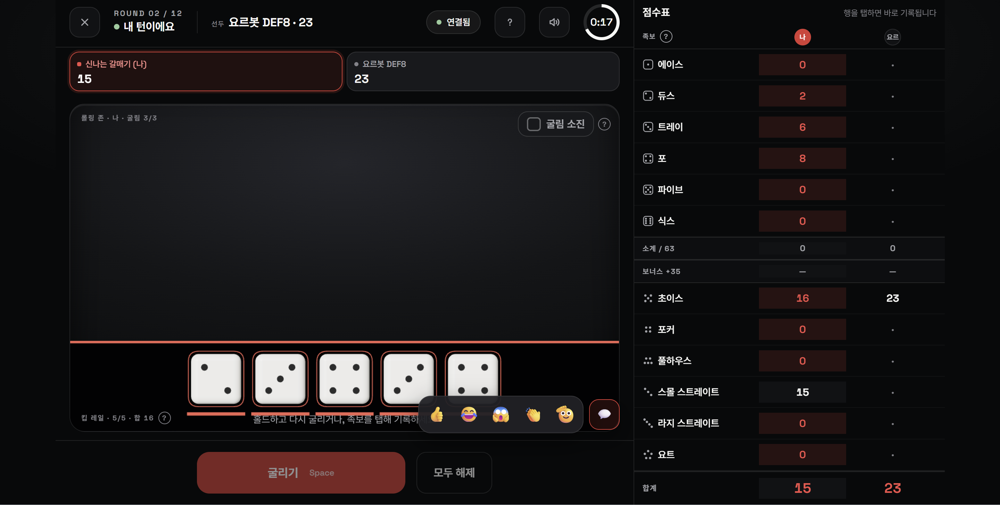 ROUND 02 / 12
내 턴이에요
선두 요르봇 DEF8 · 23
연결됨
?
0:17
신나는 갈매기 (나)
15
요르봇 DEF8
23
롤링 존 · 나 · 굴림 3/3
굴림 소진 ?
킵 레일 · 5/5 · 합 16 ?
홀드하고 다시 굴리거나, 족보를 탭해 기록하세요
굴리기 Space
모두 해제
점수표
행을 탭하면 바로 기록됩니다
족보 ? 나 요르
에이스 0 ·
듀스 2 ·
트레이 6 ·
포 8 ·
파이브 0 ·
식스 0 ·
소계 / 63 0 0
보너스 +35 – –
초이스 16 23
포커 0 ·
풀하우스 0 ·
스몰 스트레이트 15 ·
라지 스트레이트 0 ·
요트 0 ·
합계 15 23